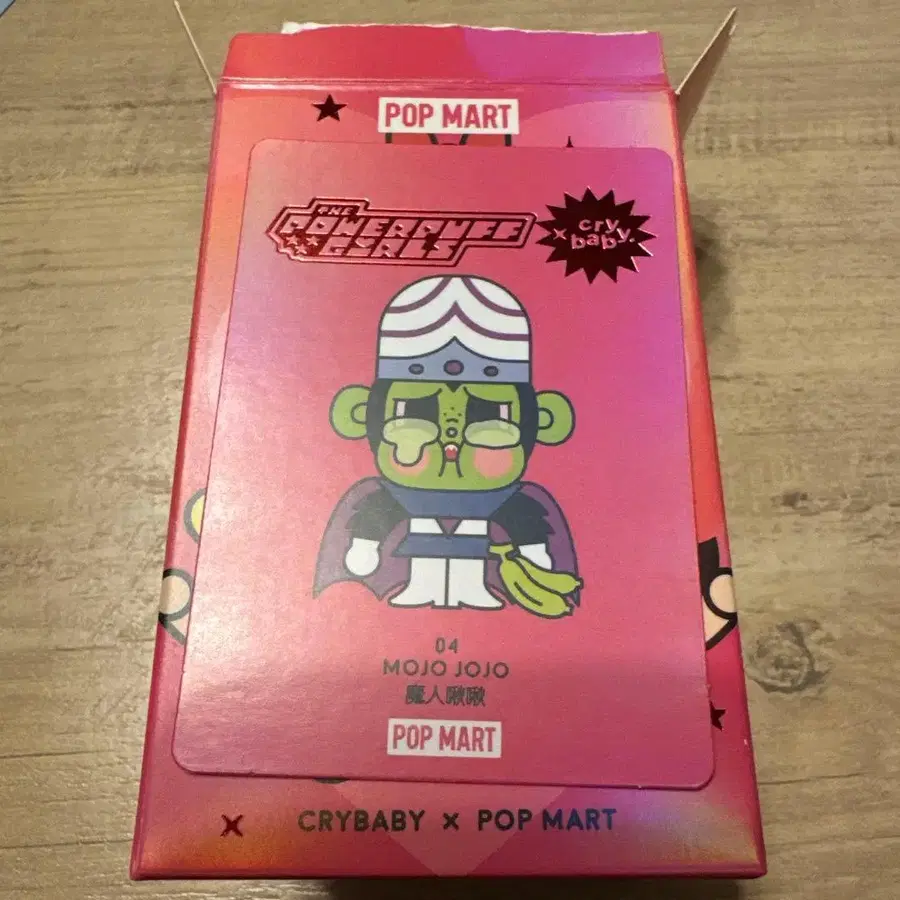 POP MART
THE
POWERPUFF
GIRLS
x cry
baby.
04
MOJO JOJO
魔人啾啾
POP MART
x CRYBABY x POP MART